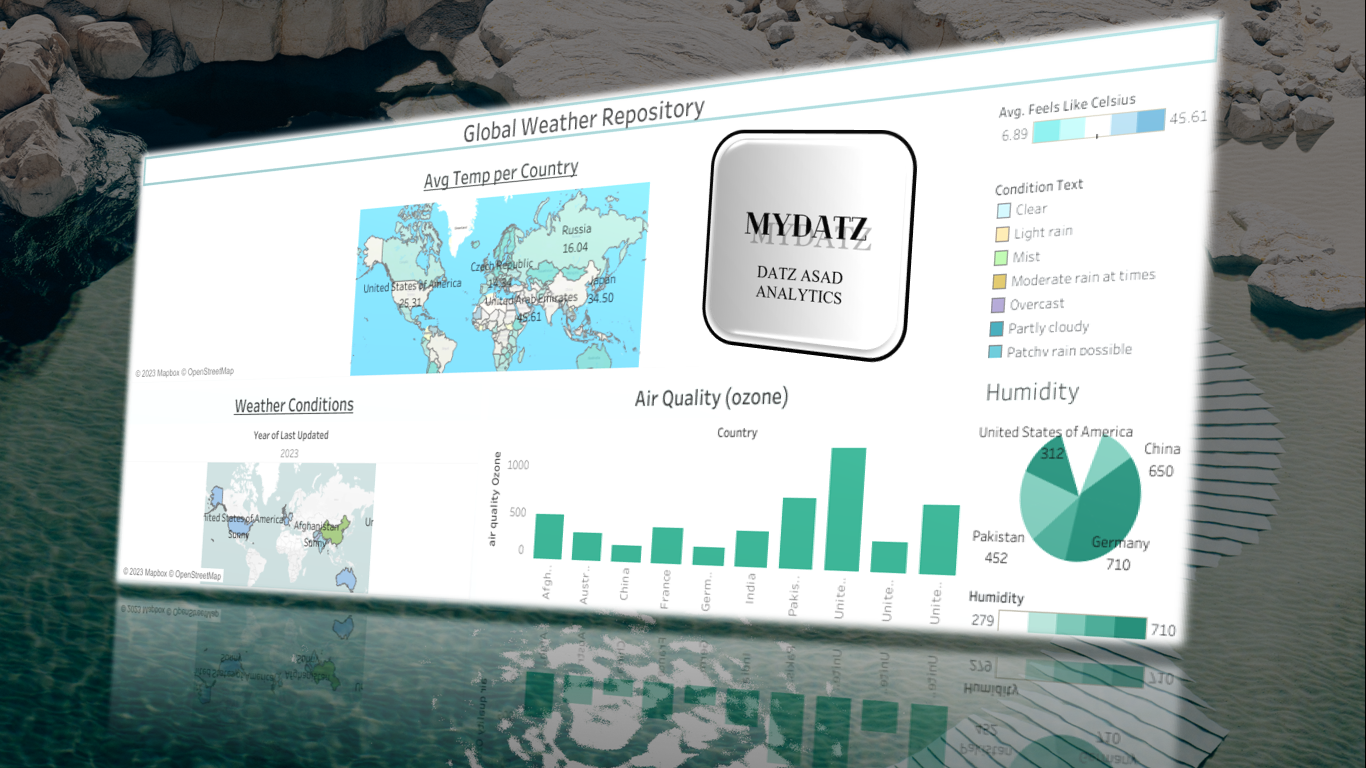 Global Weather Repository
Avg Temp per Country
Russia
16.04
Czech Republic
United States of America
25.31
Japan
34.50
United Arab Emirates
45.61
© 2023 Mapbox © OpenStreetMap
MYDATZ
DATZ ASAD
ANALYTICS
Avg. Feels Like Celsius
6.89
45.61
Condition Text
Clear
Light rain
Mist
Moderate rain at times
Overcast
Partly cloudy
Patchy rain possible
Weather Conditions
Year of Last Updated
2023
ited States of America
Sunny
Afghanistan
Sunny
Ur
© 2023 Mapbox © OpenStreetMap
Air Quality (ozone)
Country
air quality Ozone
1000
500
0
Afgh..
Austr..
China
France
Germ..
India
Pakis..
Unite..
Unite..
Unite..
Humidity
United States of America
312
China
650
Pakistan
452
Germany
710
Humidity
279
710